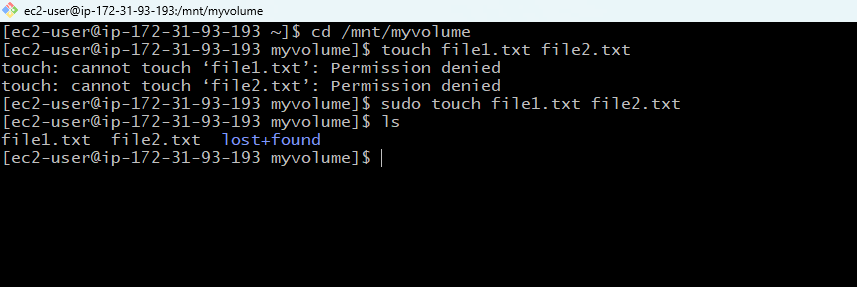 ec2-user@ip-172-31-93-193:/mnt/myvolume
[ec2-user@ip-172-31-93-193 ~]$ cd /mnt/myvolume
[ec2-user@ip-172-31-93-193 myvolume]$ touch file1.txt file2.txt
touch: cannot touch ‘file1.txt’: Permission denied
touch: cannot touch ‘file2.txt’: Permission denied
[ec2-user@ip-172-31-93-193 myvolume]$ sudo touch file1.txt file2.txt
[ec2-user@ip-172-31-93-193 myvolume]$ ls
file1.txt  file2.txt  lost+found
[ec2-user@ip-172-31-93-193 myvolume]$